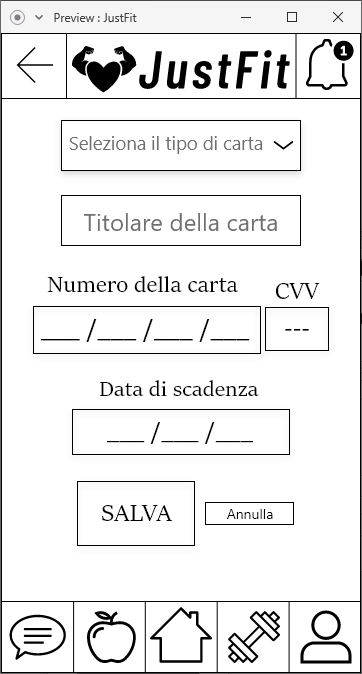 Preview : JustFit
JustFit
1
Seleziona il tipo di carta
Titolare della carta
Numero della carta
CVV
___ /___ /___ /___
---
Data di scadenza
___ /___ /___
SALVA
Annulla